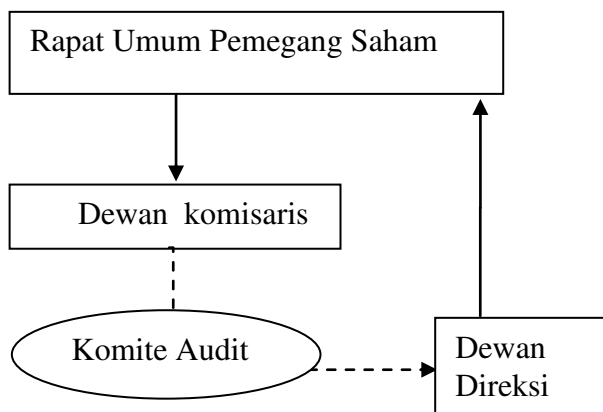 Rapat Umum Pemegang Saham
Dewan komisaris
Komite Audit
Dewan
Direksi